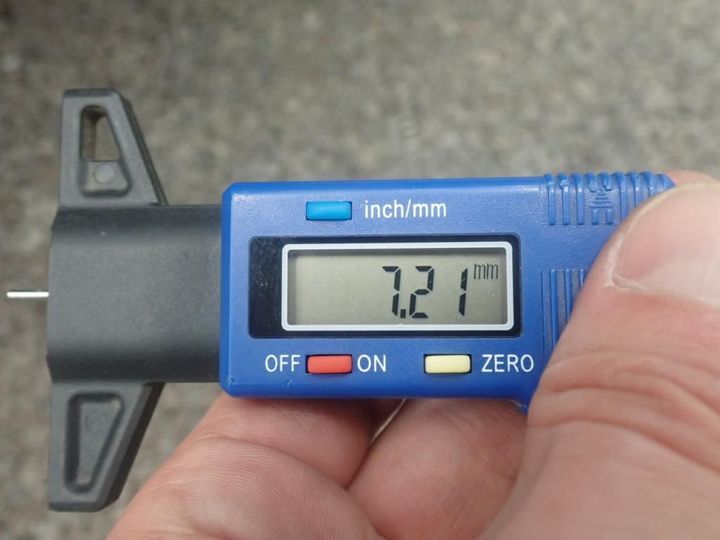 inch/mm
7.21 mm
OFF ON ZERO